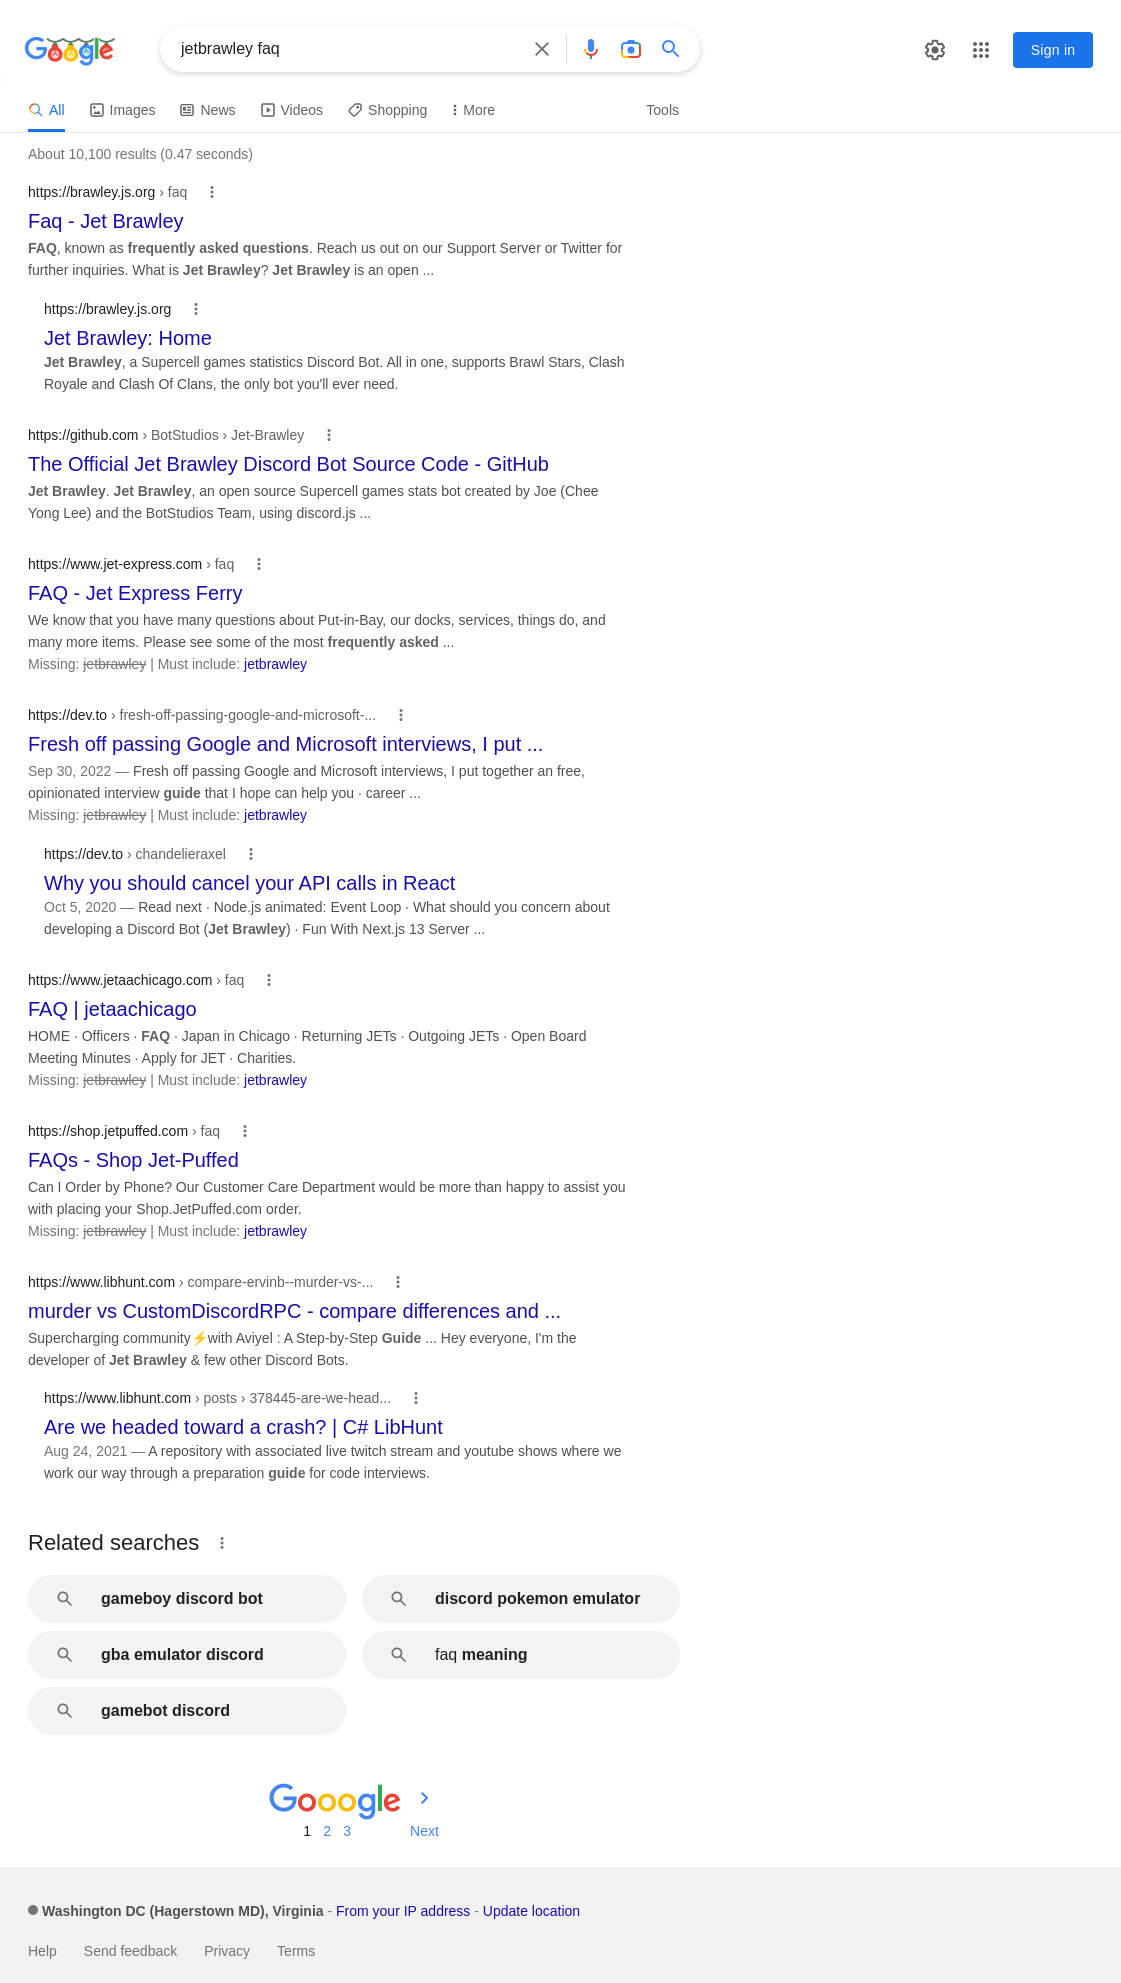 Google
jetbrawley faq
Sign in
All Images News Videos Shopping More Tools
About 10,100 results (0.47 seconds)
https://brawley.js.org › faq
Faq - Jet Brawley
FAQ, known as frequently asked questions. Reach us out on our Support Server or Twitter for
further inquiries. What is Jet Brawley? Jet Brawley is an open ...
https://brawley.js.org
Jet Brawley: Home
Jet Brawley, a Supercell games statistics Discord Bot. All in one, supports Brawl Stars, Clash
Royale and Clash Of Clans, the only bot you'll ever need.
https://github.com › BotStudios › Jet-Brawley
The Official Jet Brawley Discord Bot Source Code - GitHub
Jet Brawley. Jet Brawley, an open source Supercell games stats bot created by Joe (Chee
Yong Lee) and the BotStudios Team, using discord.js ...
https://www.jet-express.com › faq
FAQ - Jet Express Ferry
We know that you have many questions about Put-in-Bay, our docks, services, things do, and
many more items. Please see some of the most frequently asked ...
Missing: jetbrawley | Must include: jetbrawley
https://dev.to › fresh-off-passing-google-and-microsoft-...
Fresh off passing Google and Microsoft interviews, I put ...
Sep 30, 2022 — Fresh off passing Google and Microsoft interviews, I put together an free,
opinionated interview guide that I hope can help you · career ...
Missing: jetbrawley | Must include: jetbrawley
https://dev.to › chandelieraxel
Why you should cancel your API calls in React
Oct 5, 2020 — Read next · Node.js animated: Event Loop · What should you concern about
developing a Discord Bot (Jet Brawley) · Fun With Next.js 13 Server ...
https://www.jetaachicago.com › faq
FAQ | jetaachicago
HOME · Officers · FAQ · Japan in Chicago · Returning JETs · Outgoing JETs · Open Board
Meeting Minutes · Apply for JET · Charities.
Missing: jetbrawley | Must include: jetbrawley
https://shop.jetpuffed.com › faq
FAQs - Shop Jet-Puffed
Can I Order by Phone? Our Customer Care Department would be more than happy to assist you
with placing your Shop.JetPuffed.com order.
Missing: jetbrawley | Must include: jetbrawley
https://www.libhunt.com › compare-ervinb--murder-vs-...
murder vs CustomDiscordRPC - compare differences and ...
Supercharging community⚡with Aviyel : A Step-by-Step Guide ... Hey everyone, I'm the
developer of Jet Brawley & few other Discord Bots.
https://www.libhunt.com › posts › 378445-are-we-head...
Are we headed toward a crash? | C# LibHunt
Aug 24, 2021 — A repository with associated live twitch stream and youtube shows where we
work our way through a preparation guide for code interviews.
Related searches
gameboy discord bot
discord pokemon emulator
gba emulator discord
faq meaning
gamebot discord
Gooogle
1 2 3 Next
Washington DC (Hagerstown MD), Virginia - From your IP address - Update location
Help Send feedback Privacy Terms